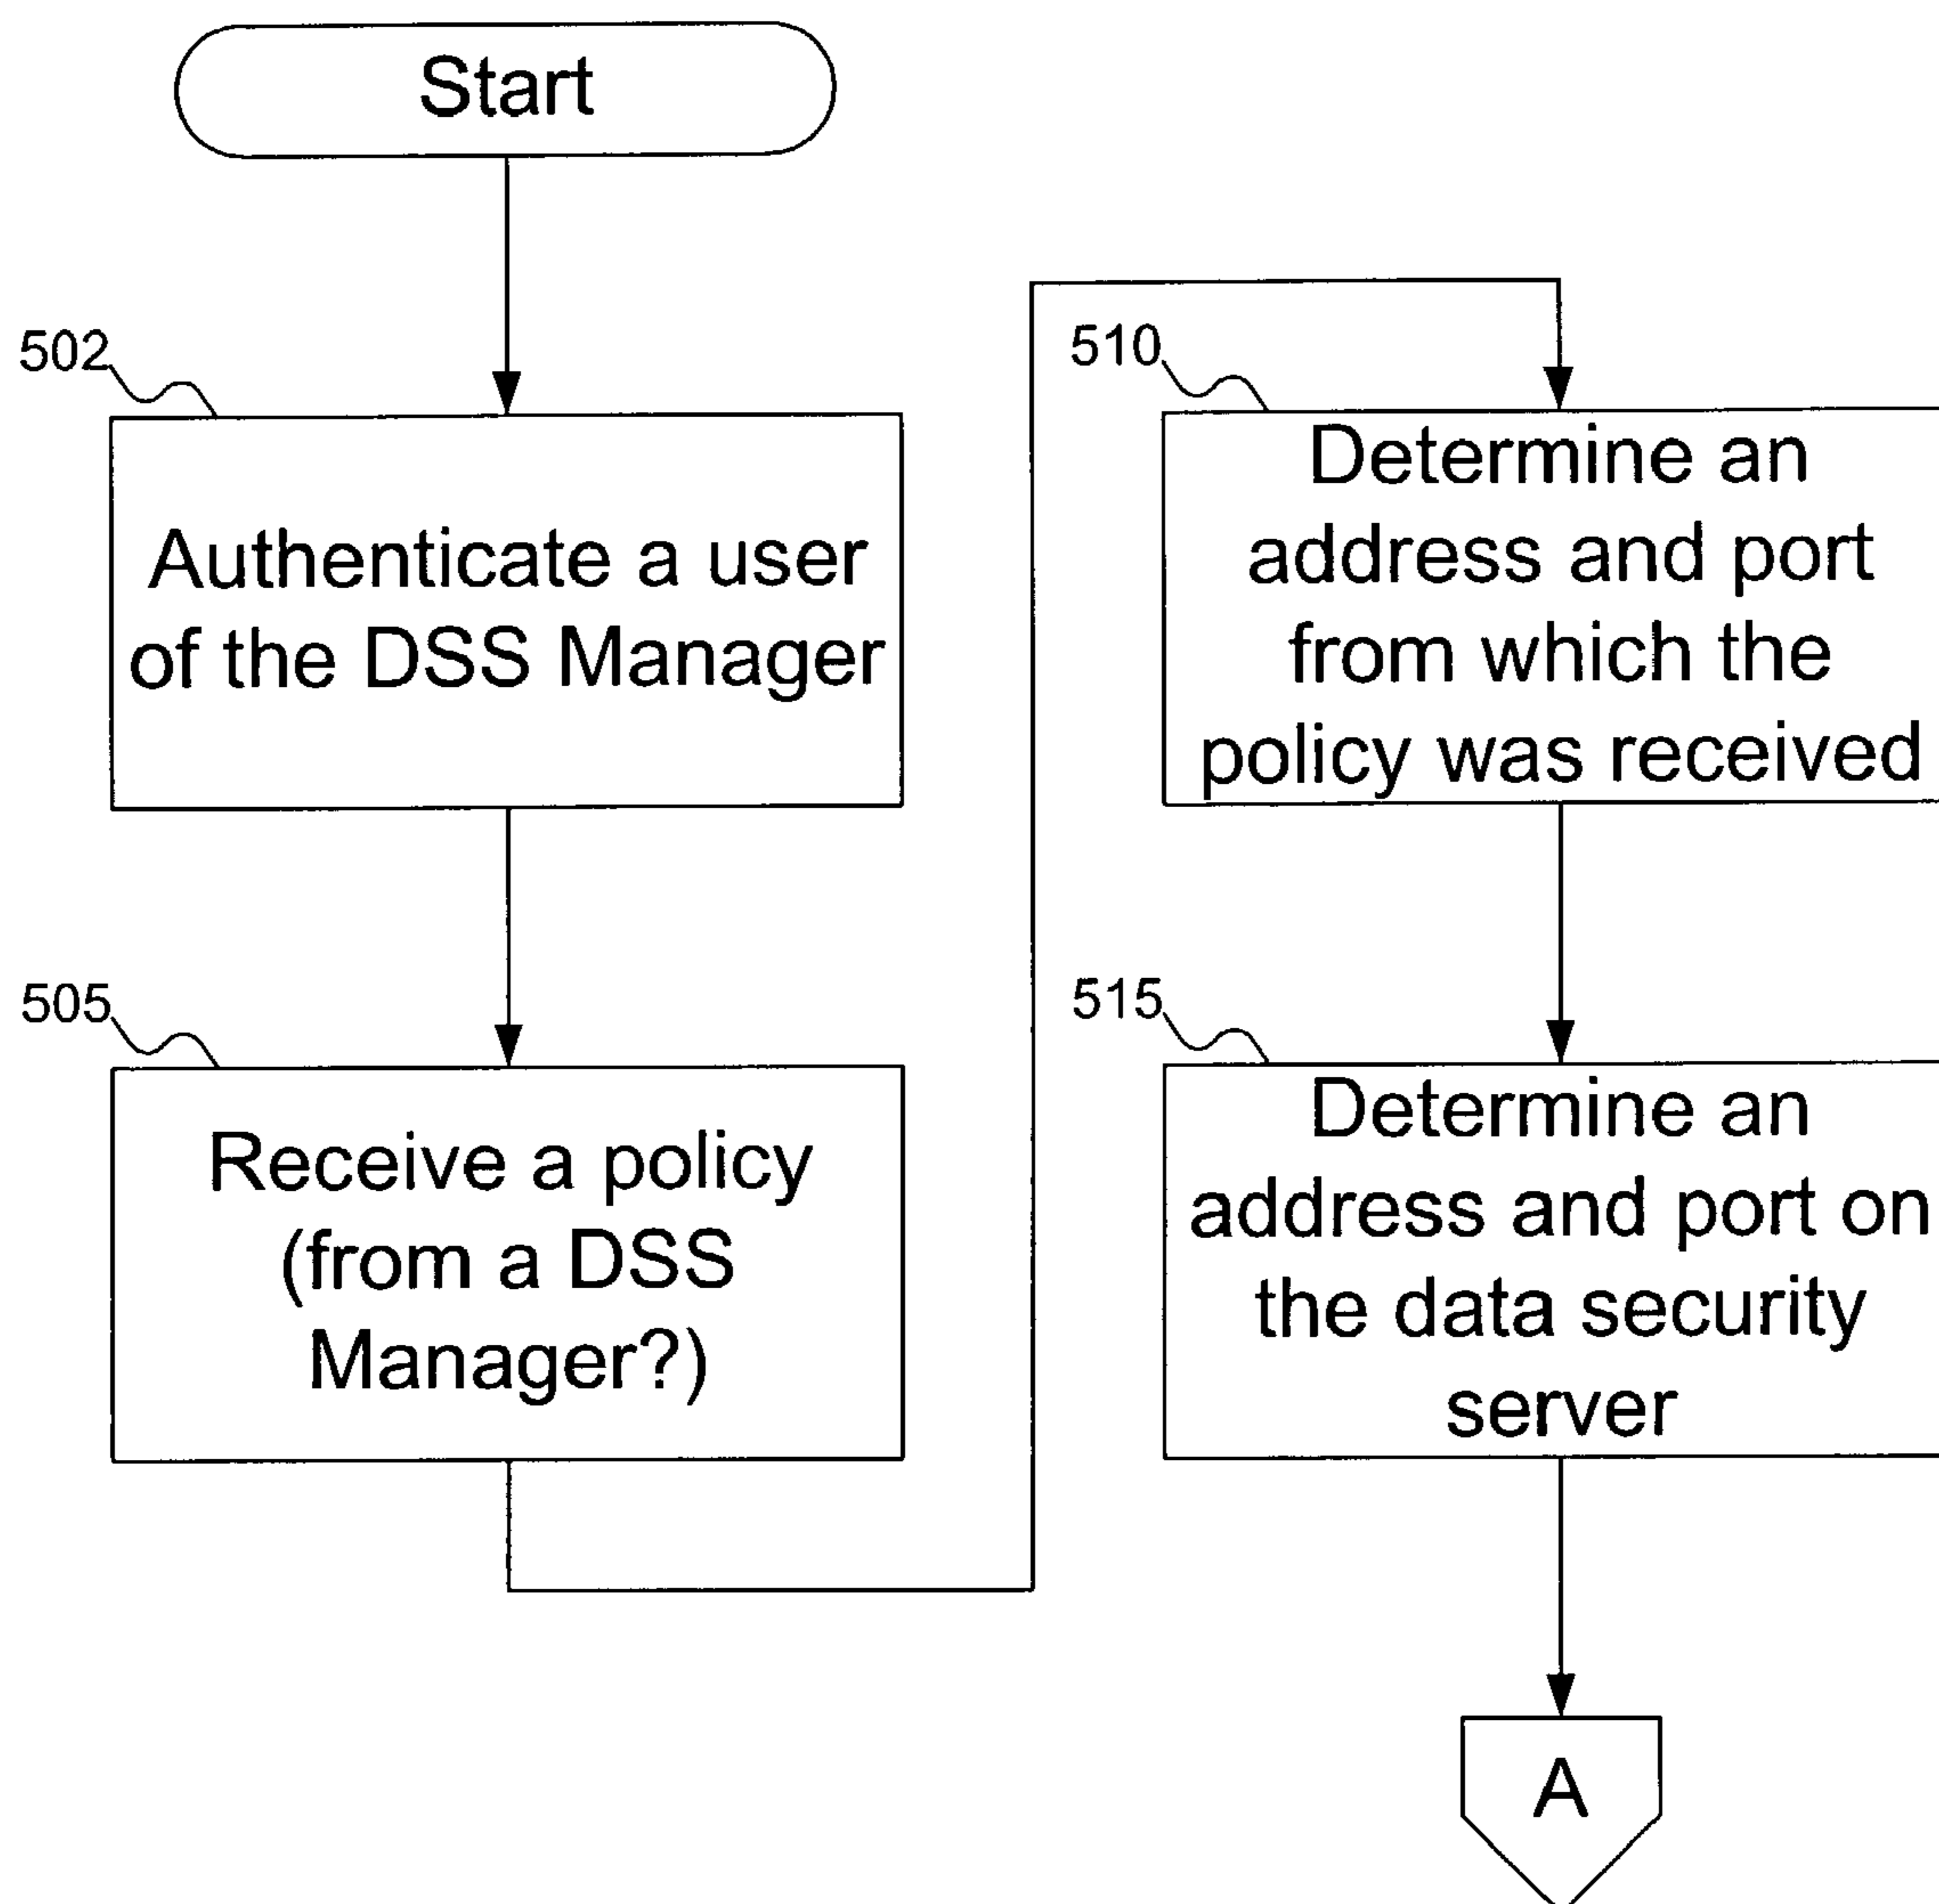 Start
502
Authenticate a user
of the DSS Manager
505
Receive a policy
(from a DSS
Manager?)
510
Determine an
address and port
from which the
policy was received
515
Determine an
address and port on
the data security
server
A